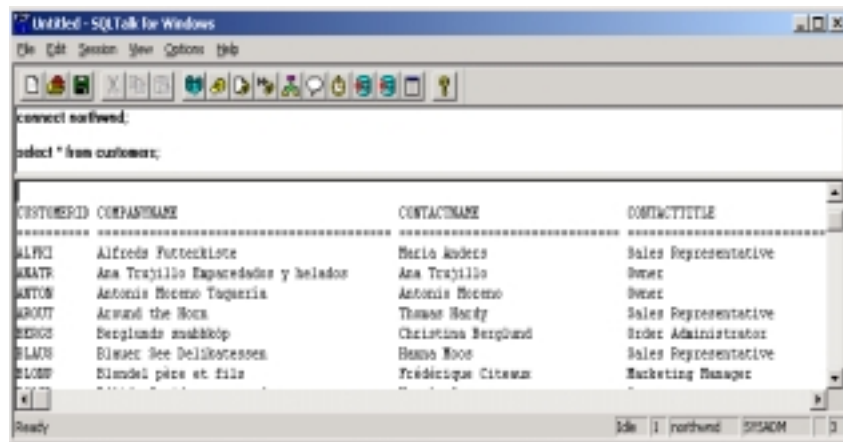 Untitled - SQLTalk for Windows
File Edit Session View Options Help
connect northwnd;
select * from customers;
CUSTOMERID COMPANYNAME CONTACTNAME CONTACTTITLE
ALFKI Alfreds Futterkiste Maria Anders Sales Representative
ANATR Ana Trujillo Emparedados y helados Ana Trujillo Owner
ANTON Antonio Moreno Taquería Antonio Moreno Owner
AROUT Around the Horn Thomas Hardy Sales Representative
BERGS Berglunds snabbköp Christina Berglund Order Administrator
BLAUS Blauer See Delikatessen Hanna Moos Sales Representative
BLONP Blondel père et fils Frédérique Citeaux Marketing Manager
Ready Idle 1 northwnd SYSADM 3